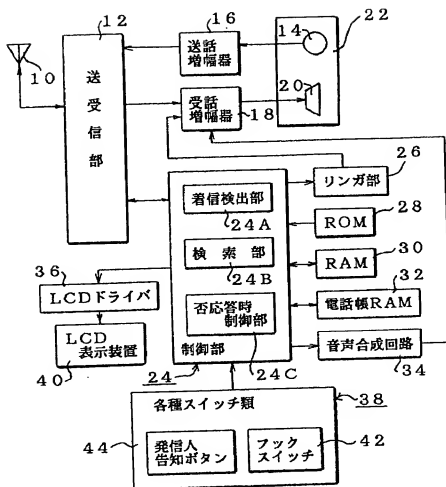 12
16
14
22
10
送受信部
送話増幅器
受話増幅器
18
20
26
リンガ部
着信検出部
24A
ROM
28
検索部
24B
RAM
30
36
LCDドライバ
電話帳RAM
32
否応答時制御部
制御部
LCD表示装置
40
24
24C
音声合成回路
34
各種スイッチ類
38
44
発信人告知ボタン
フックスイッチ
42